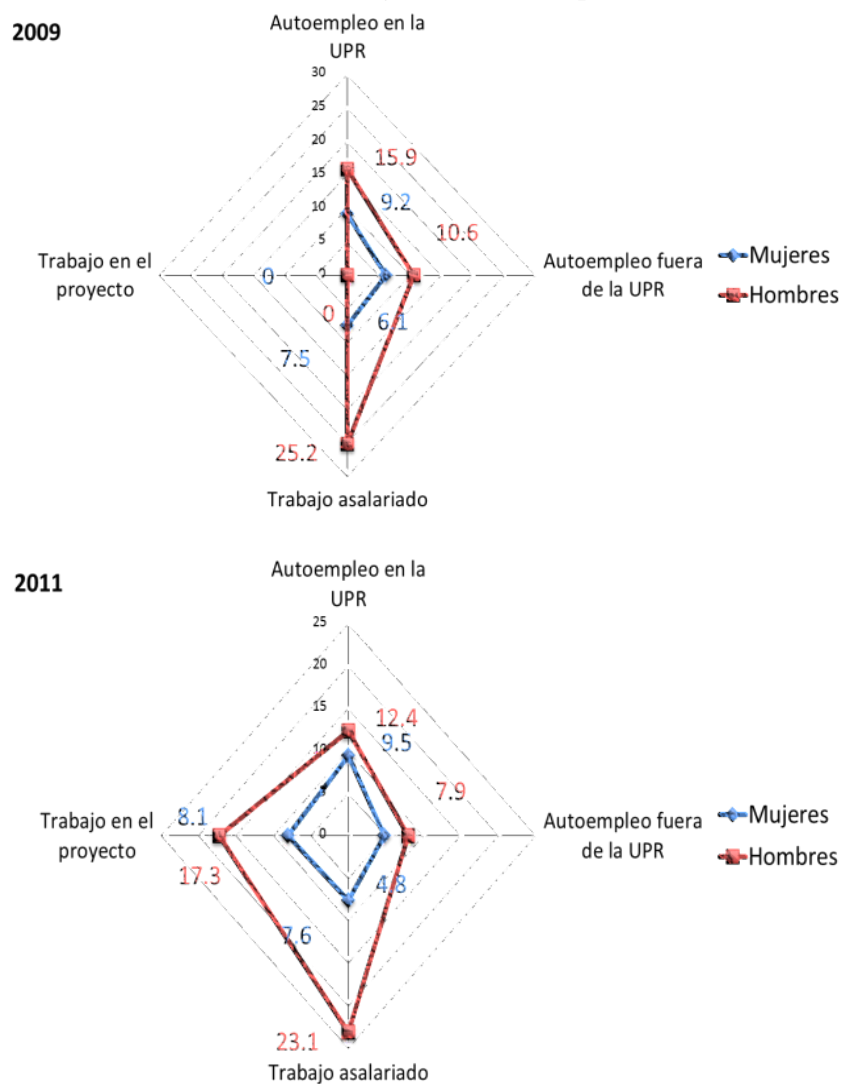 2009
Autoempleo en la
UPR
30
25
20
15
10
5
0
15.9
9.2
10.6
Trabajo en el
proyecto
0
Autoempleo fuera
de la UPR
Mujeres
Hombres
0
6.1
7.5
25.2
Trabajo asalariado
2011
Autoempleo en la
UPR
25
20
15
10
5
0
12.4
9.5
7.9
Trabajo en el
proyecto
8.1
17.3
Autoempleo fuera
de la UPR
Mujeres
Hombres
4.8
7.6
23.1
Trabajo asalariado